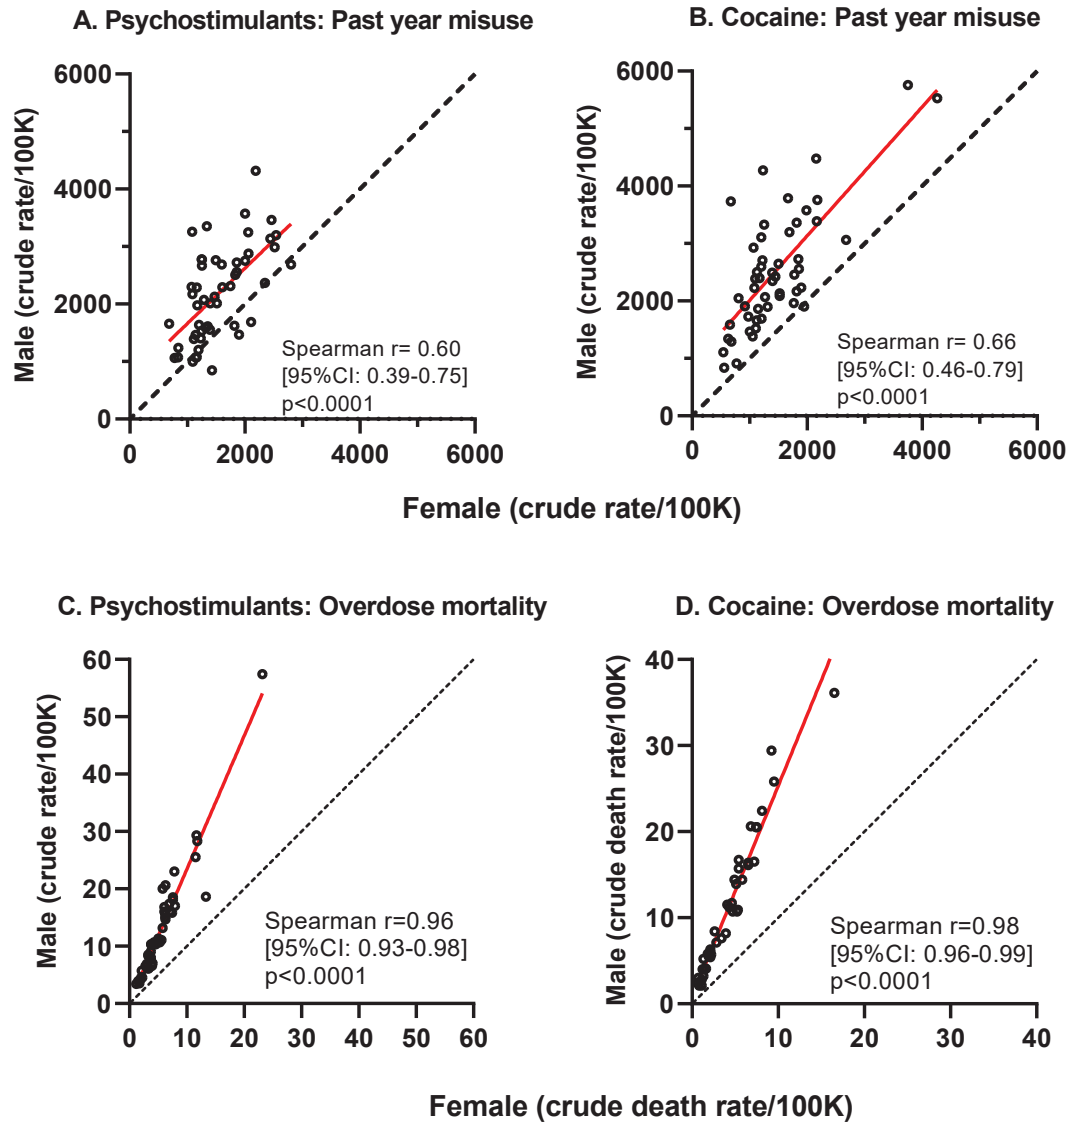 A. Psychostimulants: Past year misuse
Male (crude rate/100K)
6000
4000
2000
0
0 2000 4000 6000
Spearman r= 0.60
[95%CI: 0.39-0.75]
p<0.0001
B. Cocaine: Past year misuse
Male (crude rate/100K)
6000
4000
2000
0
0 2000 4000 6000
Spearman r= 0.66
[95%CI: 0.46-0.79]
p<0.0001
Female (crude rate/100K)
C. Psychostimulants: Overdose mortality
Male (crude rate/100K)
60
50
40
30
20
10
0
0 10 20 30 40 50 60
Spearman r=0.96
[95%CI: 0.93-0.98]
p<0.0001
D. Cocaine: Overdose mortality
Male (crude death rate/100K)
40
30
20
10
0
0 10 20 30 40
Spearman r=0.98
[95%CI: 0.96-0.99]
p<0.0001
Female (crude death rate/100K)